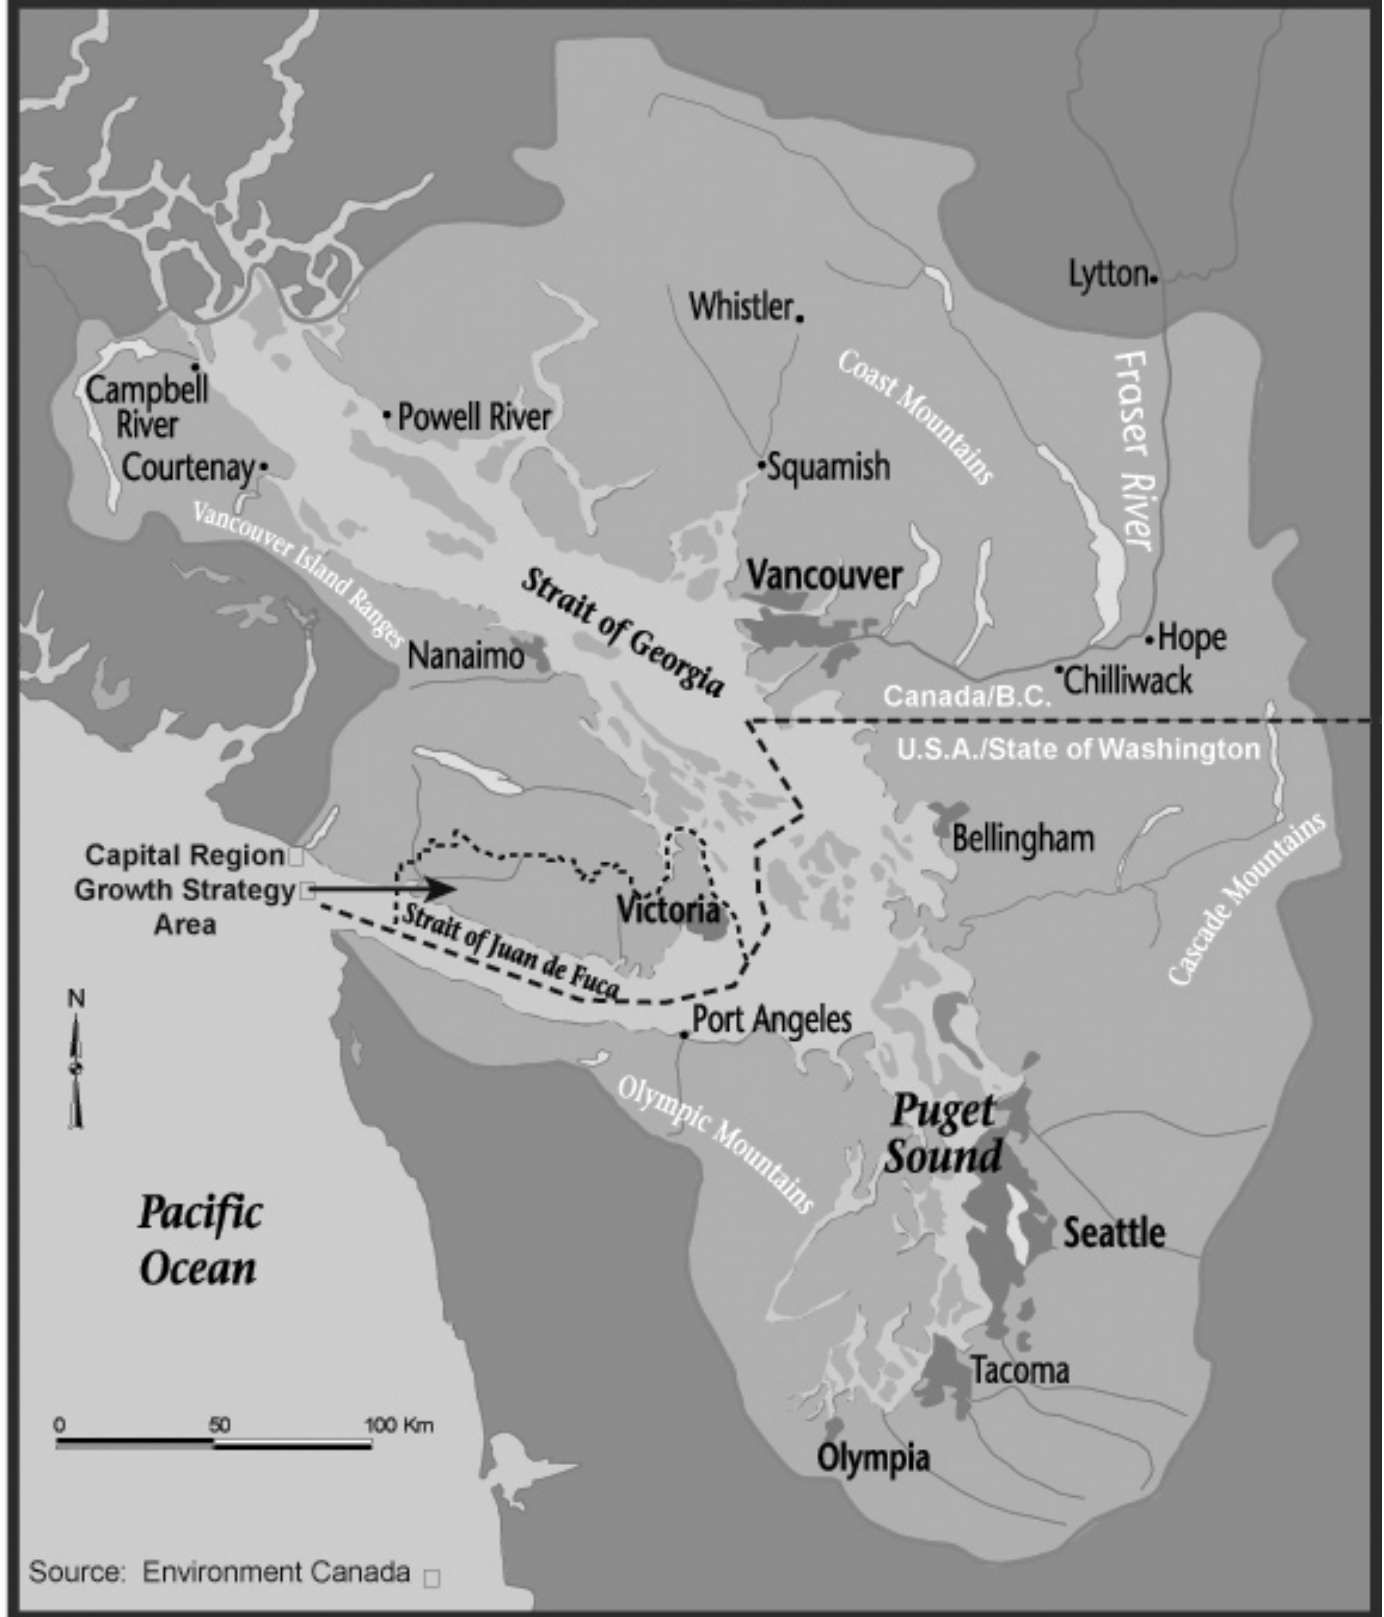 Lytton
Whistler
Coast Mountains
Fraser River
Campbell
River
Powell River
Courtenay
Squamish
Vancouver Island Ranges
Strait of Georgia
Vancouver
Nanaimo
Hope
Chilliwack
Canada/B.C.
U.S.A./State of Washington
Bellingham
Cascade Mountains
Capital Region
Growth Strategy
Area
Victoria
Strait of Juan de Fuca
N
Port Angeles
Olympic Mountains
Puget
Sound
Pacific
Ocean
Seattle
Tacoma
Olympia
0 50 100 Km
Source: Environment Canada